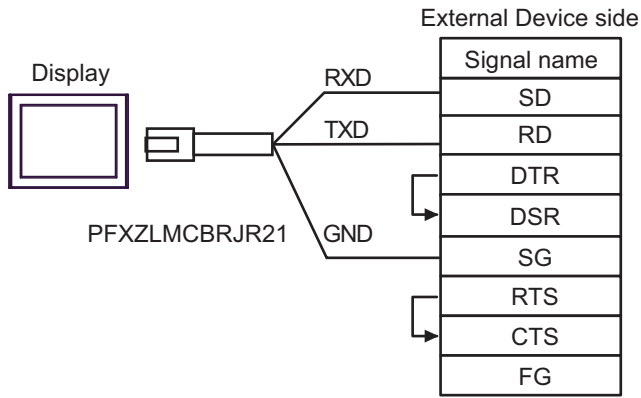 External Device side
Display
Signal name
RXD
SD
TXD
RD
DTR
DSR
PFXZLMCBRJR21
GND
SG
RTS
CTS
FG